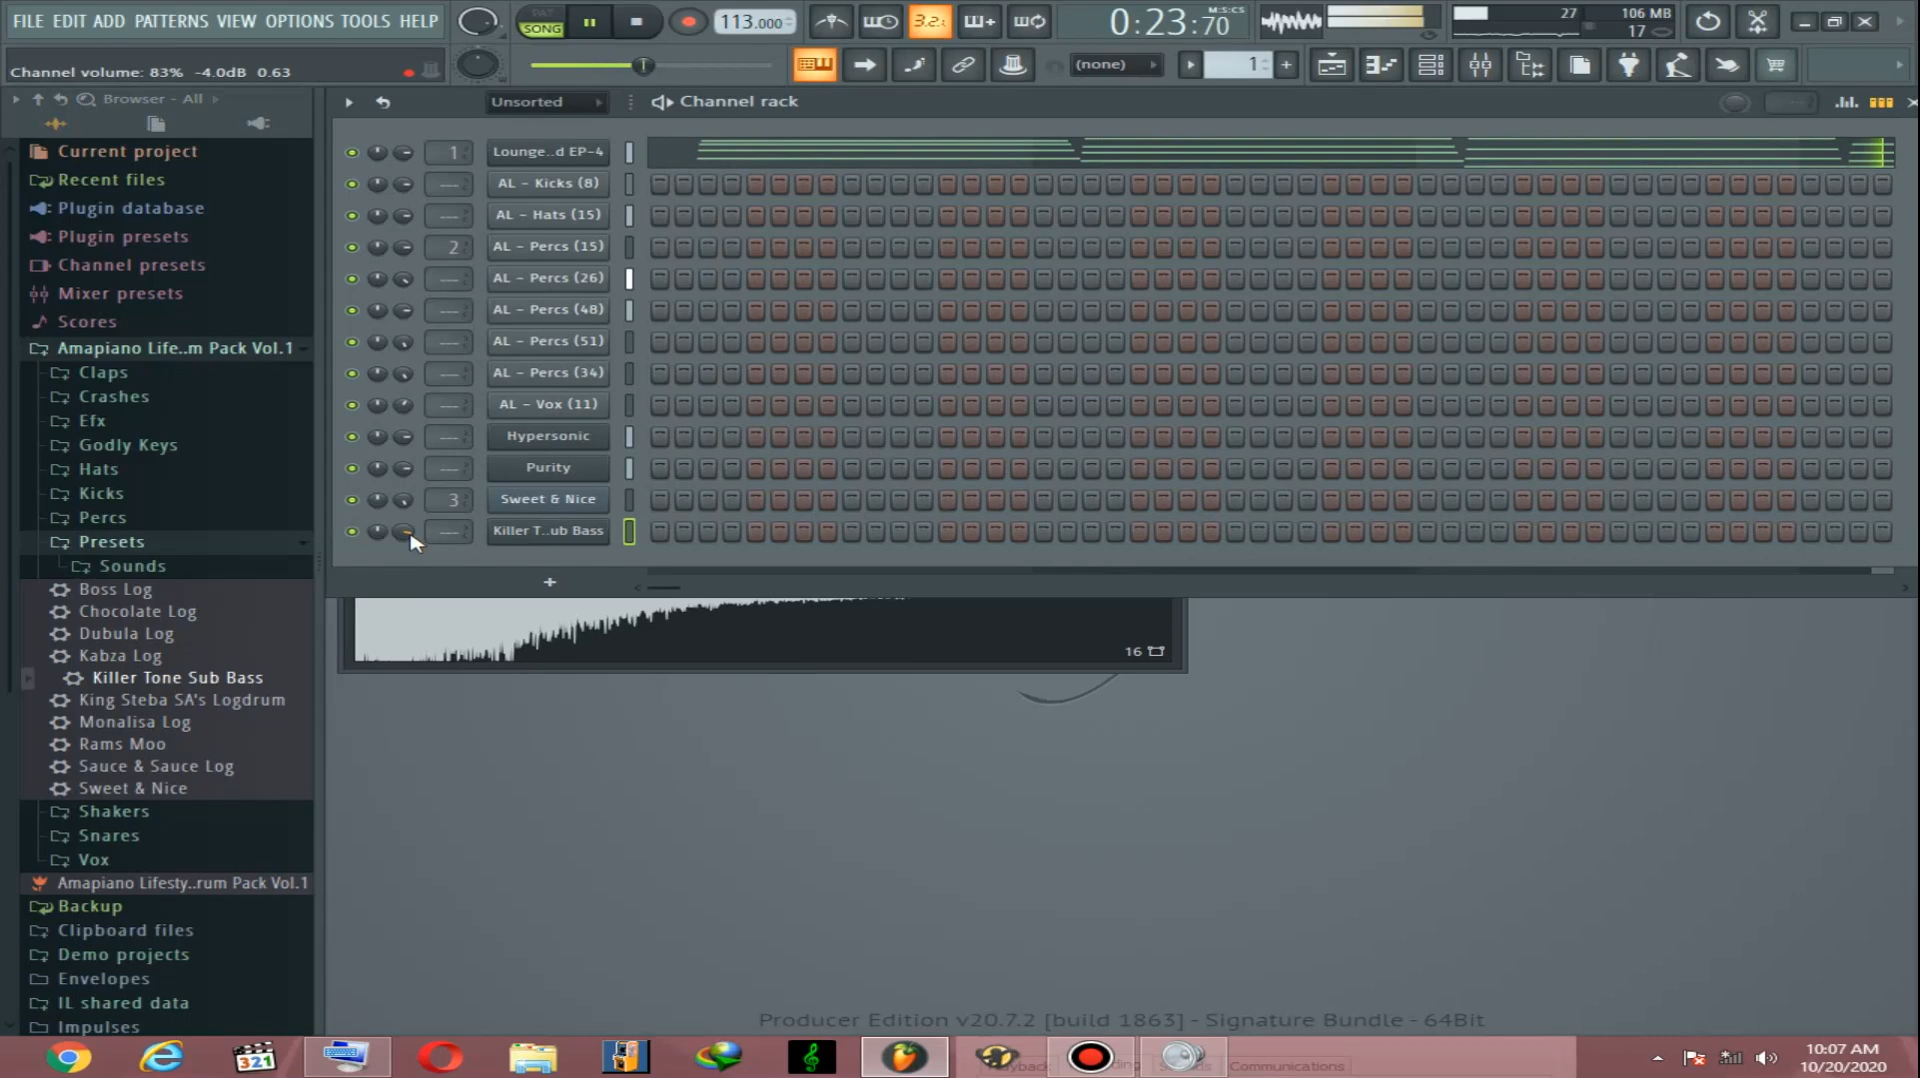 FILE EDIT ADD PATTERNS VIEW OPTIONS TOOLS HELP
PAT
SONG
113.000
3.2.
0:23:70
M:S:CS
27
106 MB
17
Channel volume: 83% -4.0dB 0.63
(none)
1
Browser - All
Unsorted
Channel rack
Current project
Recent files
Plugin database
Plugin presets
Channel presets
Mixer presets
Scores
Amapiano Life..m Pack Vol.1
Claps
Crashes
Efx
Godly Keys
Hats
Kicks
Percs
Presets
Sounds
Boss Log
Chocolate Log
Dubula Log
Kabza Log
Killer Tone Sub Bass
King Steba SA's Logdrum
Monalisa Log
Rams Moo
Sauce & Sauce Log
Sweet & Nice
Shakers
Snares
Vox
Amapiano Lifesty..rum Pack Vol.1
Backup
Clipboard files
Demo projects
Envelopes
IL shared data
Impulses
1 Lounge..d EP-4
--- AL - Kicks (8)
--- AL - Hats (15)
2 AL - Percs (15)
--- AL - Percs (26)
--- AL - Percs (48)
--- AL - Percs (51)
--- AL - Percs (34)
--- AL - Vox (11)
--- Hypersonic
--- Purity
3 Sweet & Nice
--- Killer T..ub Bass
16
Producer Edition v20.7.2 [build 1863] - Signature Bundle - 64Bit
321
Playback
Communications
10:07 AM
10/20/2020